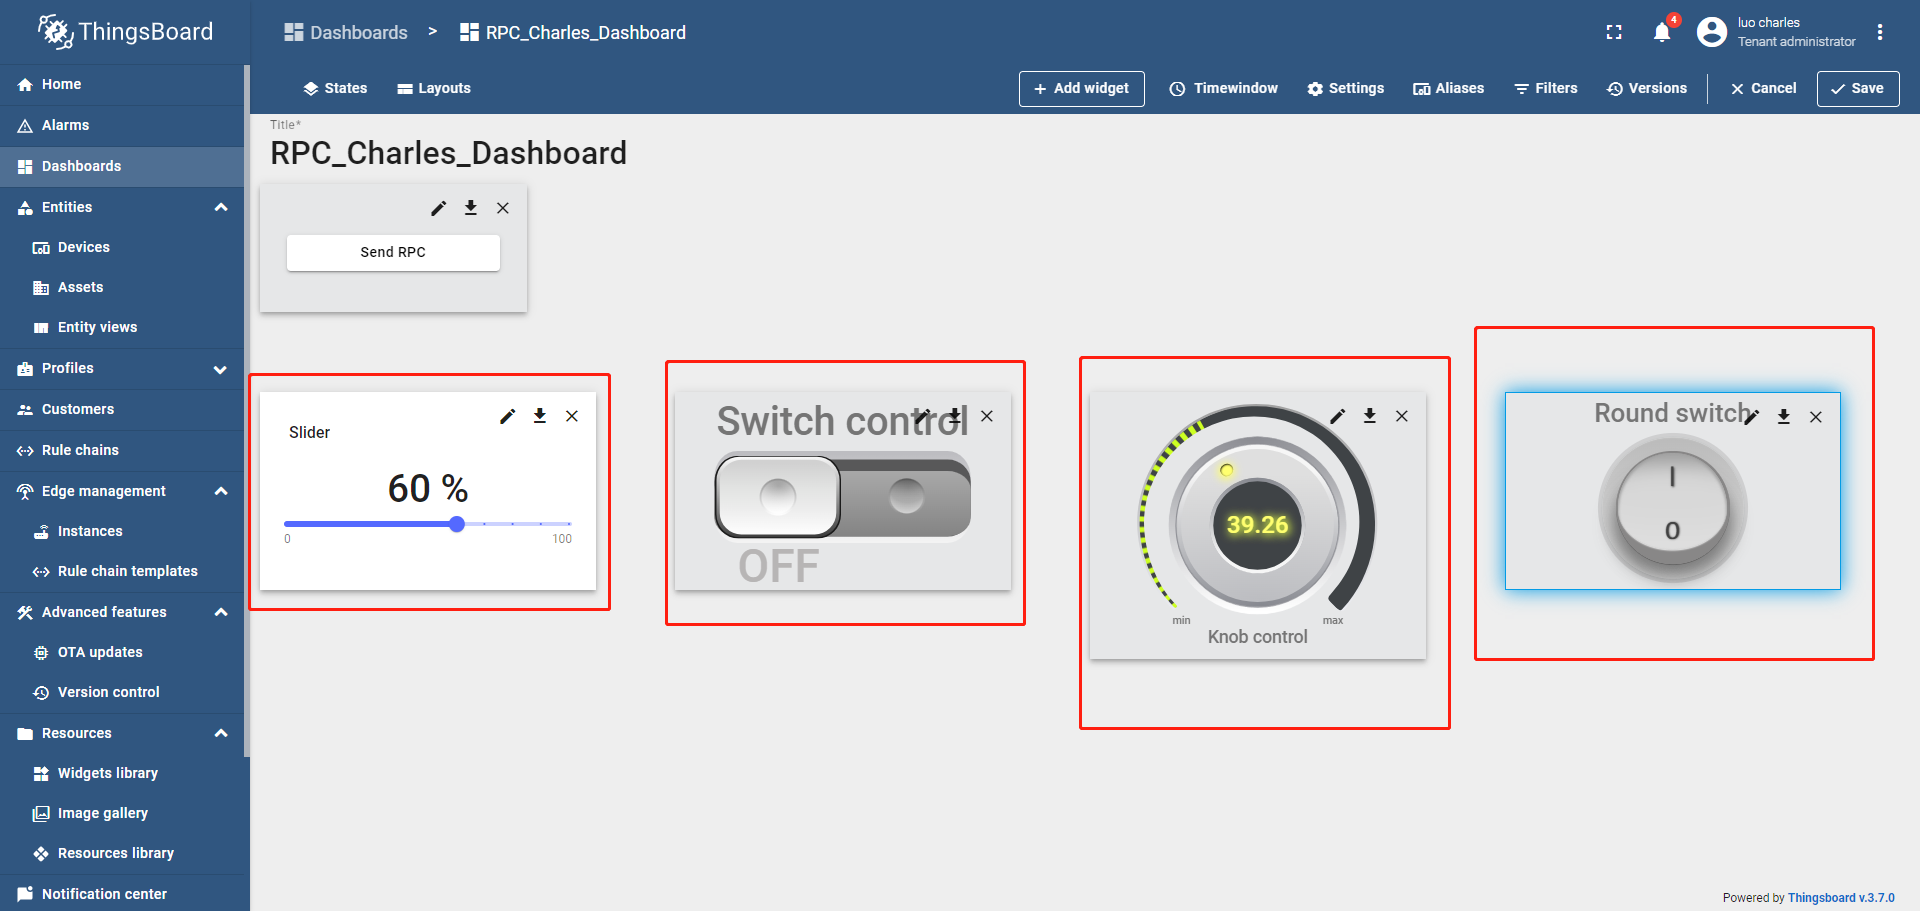 ThingsBoard
Dashboards > RPC_Charles_Dashboard
4
luo charles
Tenant administrator
Home
Alarms
Dashboards
Entities
Devices
Assets
Entity views
Profiles
Customers
Rule chains
Edge management
Instances
Rule chain templates
Advanced features
OTA updates
Version control
Resources
Widgets library
Image gallery
Resources library
Notification center
States
Layouts
Add widget
Timewindow
Settings
Aliases
Filters
Versions
Cancel
Save
Title*
RPC_Charles_Dashboard
Send RPC
Slider
60 %
0
100
Switch control
OFF
39.26
min
max
Knob control
Round switch
I
0
Powered by Thingsboard v.3.7.0